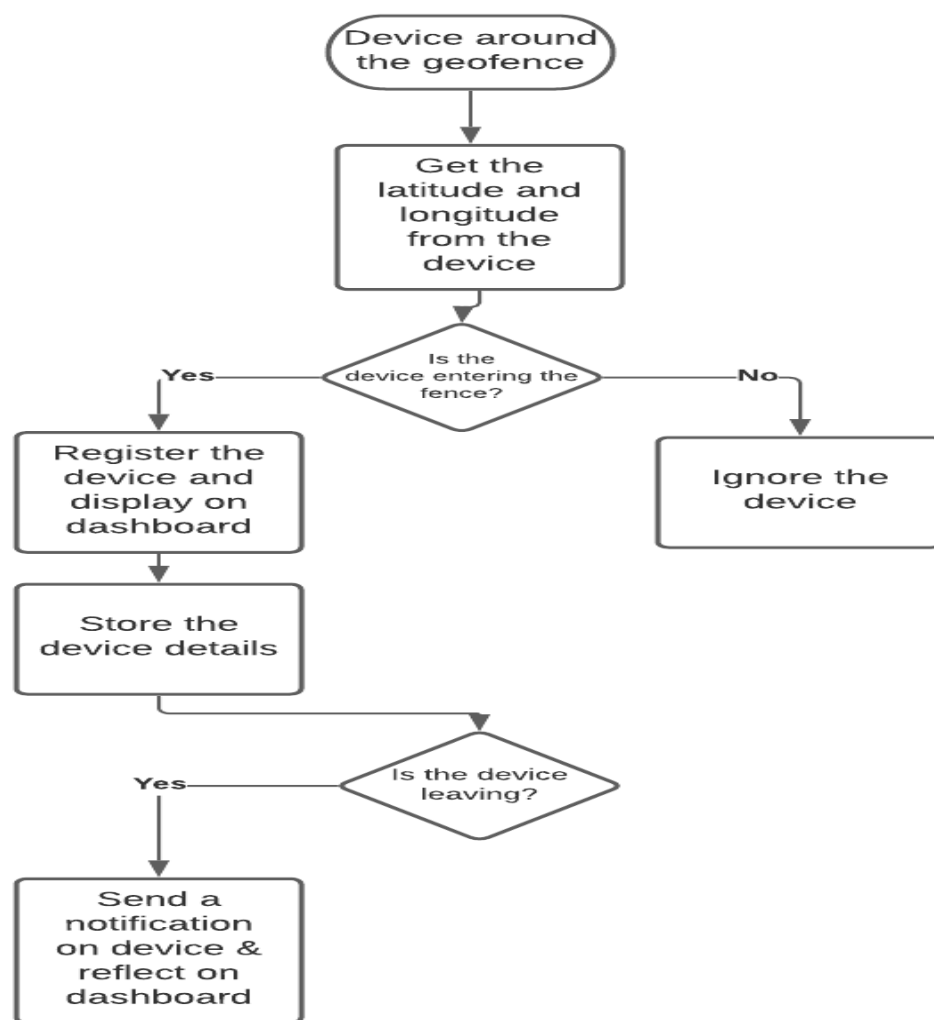 Device around
the geofence
Get the
latitude and
longitude
from the
device
Is the
device entering the
fence?
Yes
No
Register the
device and
display on
dashboard
Ignore the
device
Store the
device details
Is the device
leaving?
Yes
Send a
notification
on device &
reflect on
dashboard